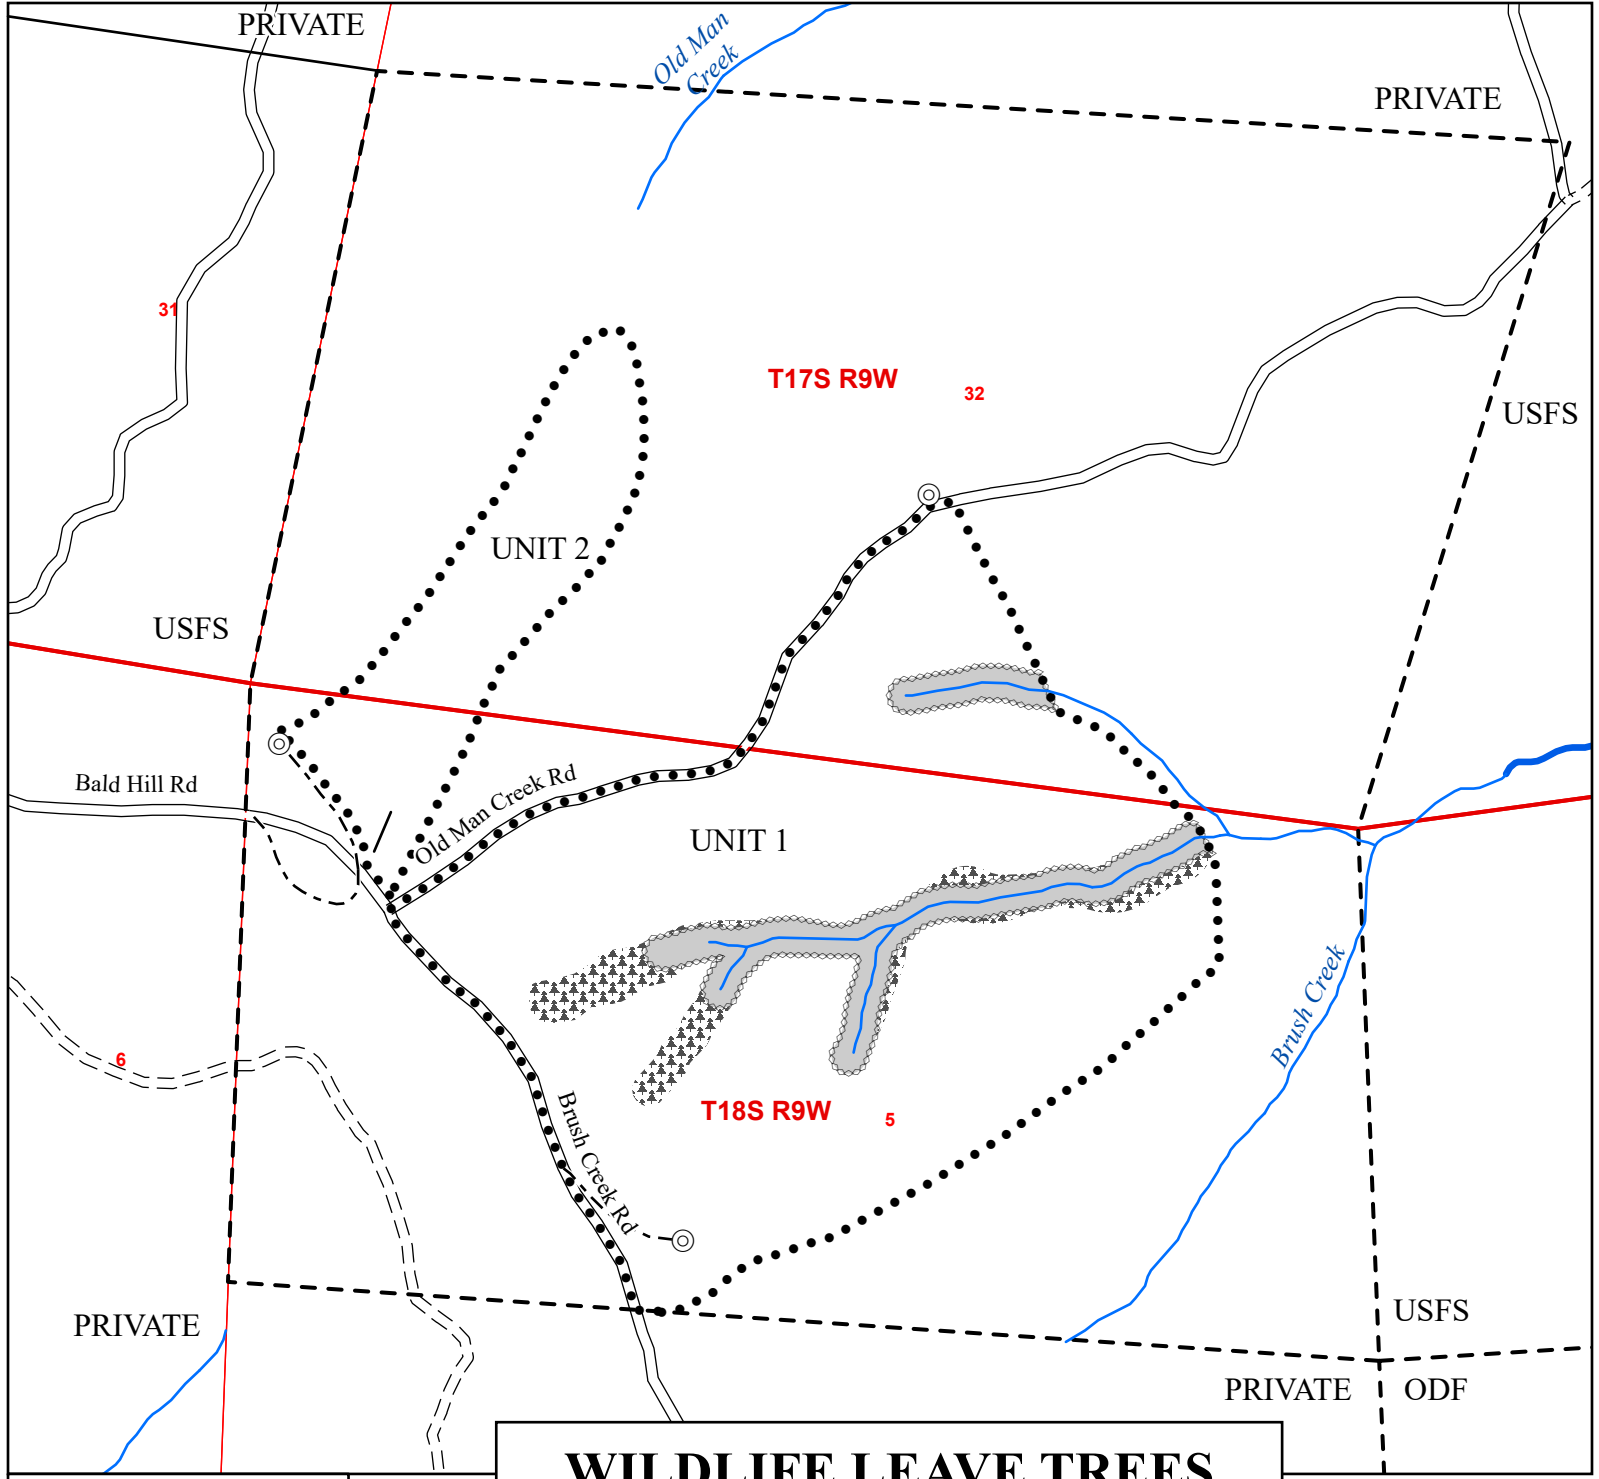 PRIVATE
Old Man
Creek
PRIVATE
31
T17S R9W
32
USFS
UNIT 2
USFS
Bald Hill Rd
Old Man Creek Rd
UNIT 1
Brush Creek
6
T18S R9W
5
Brush Creek Rd
PRIVATE
USFS
PRIVATE
ODF
WILDLIFE LEAVE TREES